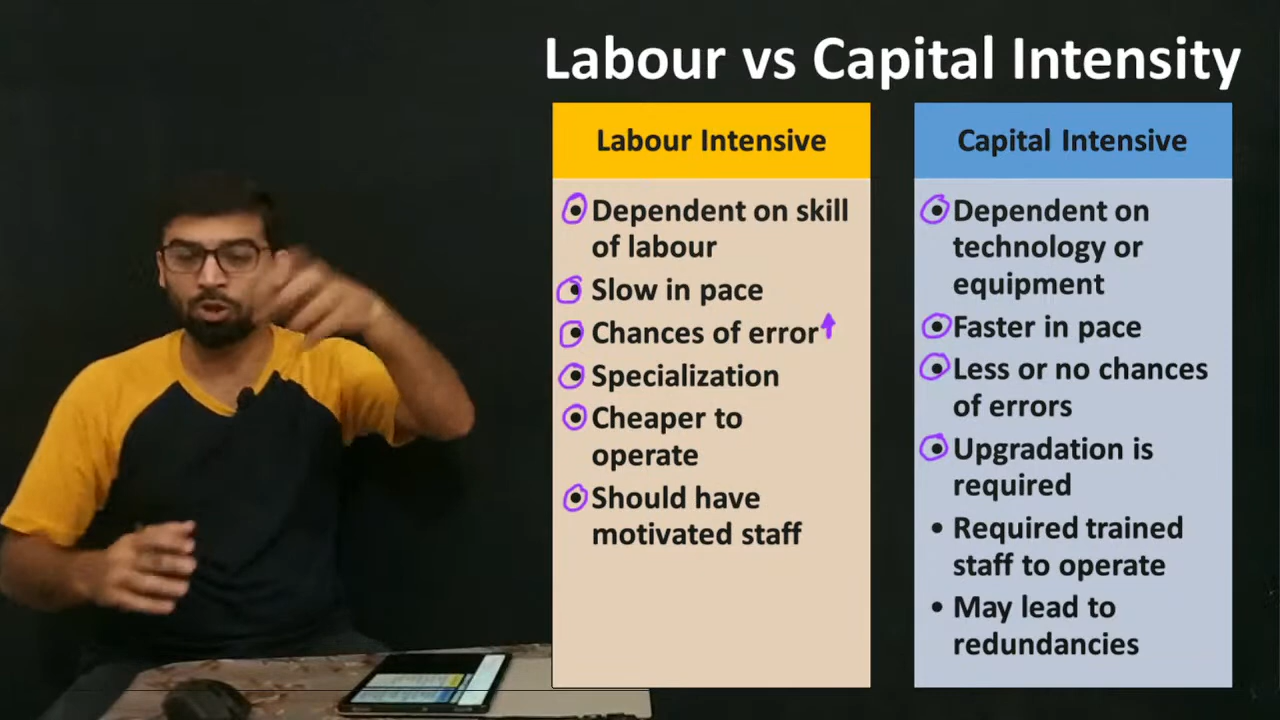 Labour vs Capital Intensity
Labour Intensive
• Dependent on skill
of labour
• Slow in pace
• Chances of error↑
• Specialization
• Cheaper to
operate
• Should have
motivated staff
Capital Intensive
• Dependent on
technology or
equipment
• Faster in pace
• Less or no chances
of errors
• Upgradation is
required
• Required trained
staff to operate
• May lead to
redundancies